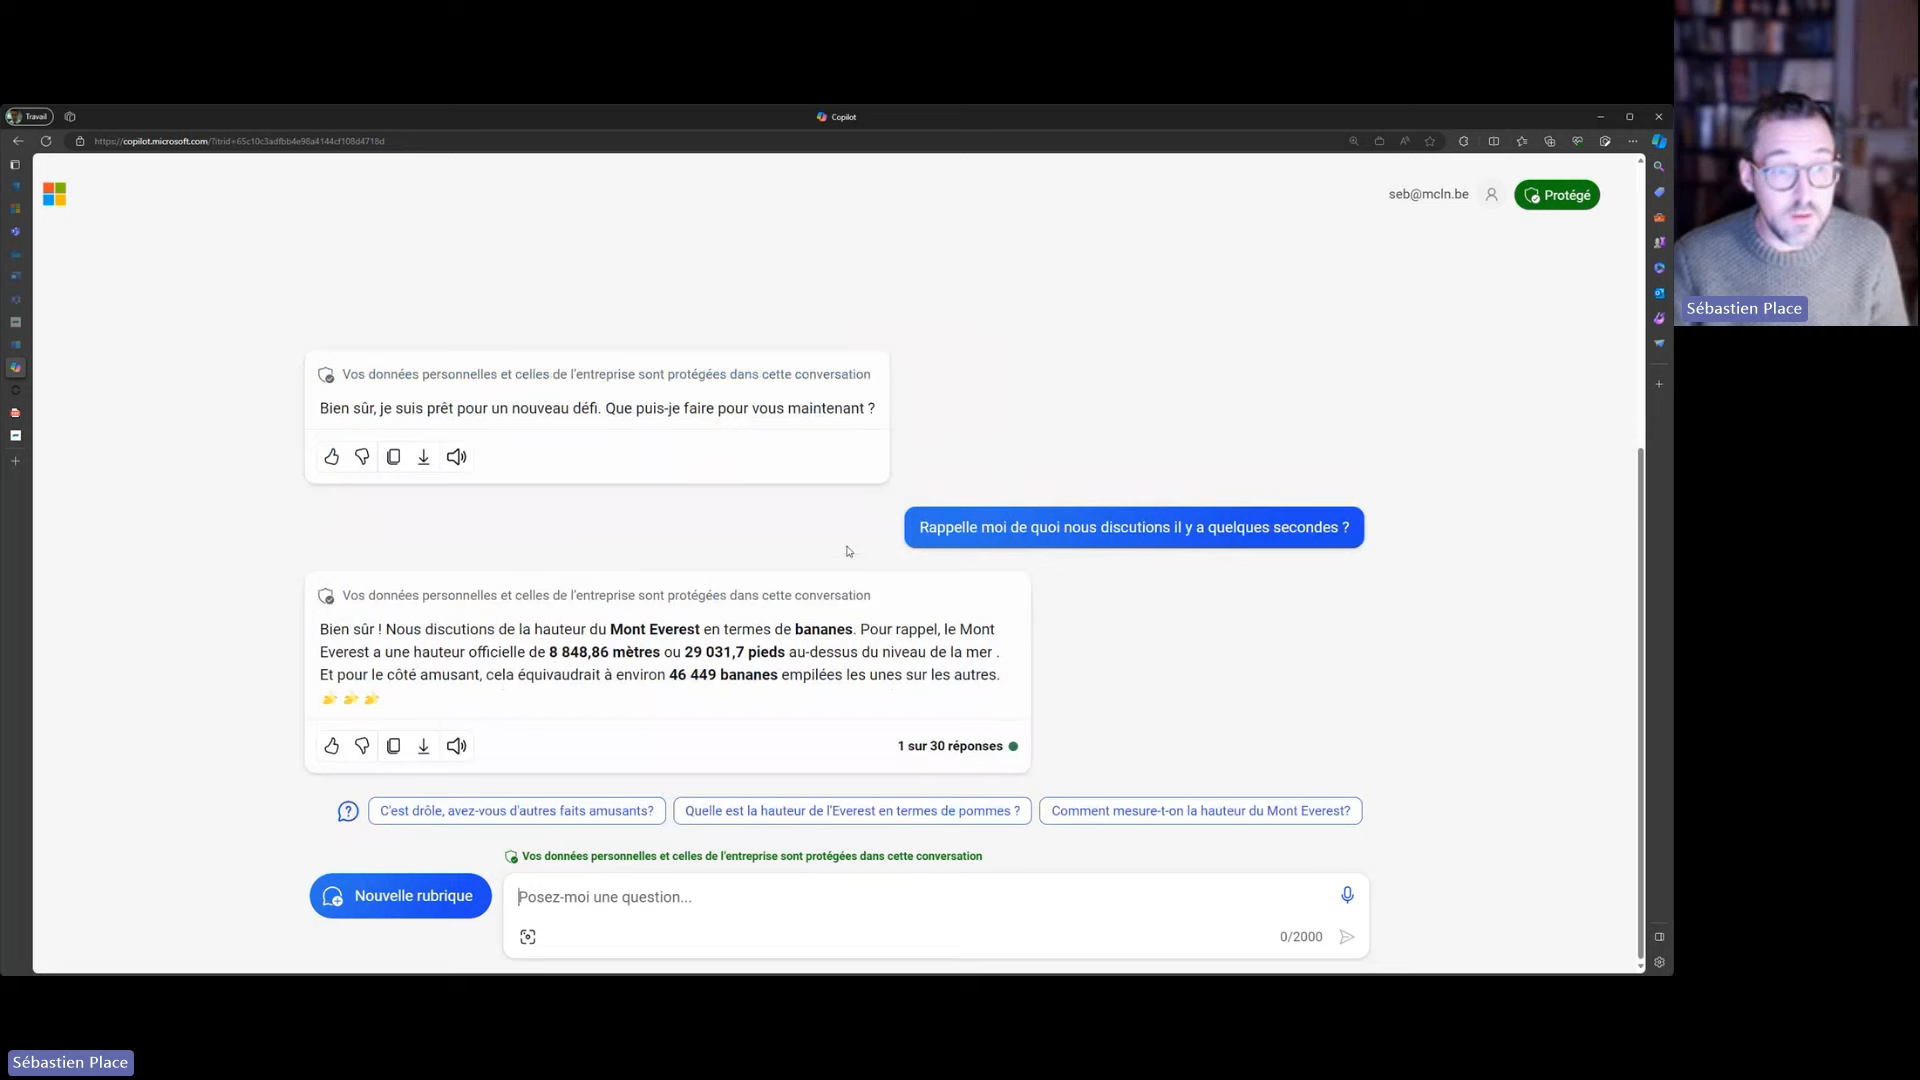 Travail
Copilot
https://copilot.microsoft.com/?itrid=65c10c3adfbb4e98a4144cf108d4718d
seb@mcln.be
Protégé
Sébastien Place
Vos données personnelles et celles de l'entreprise sont protégées dans cette conversation
Bien sûr, je suis prêt pour un nouveau défi. Que puis-je faire pour vous maintenant ?
Rappelle moi de quoi nous discutions il y a quelques secondes ?
Vos données personnelles et celles de l'entreprise sont protégées dans cette conversation
Bien sûr ! Nous discutions de la hauteur du Mont Everest en termes de bananes. Pour rappel, le Mont
Everest a une hauteur officielle de 8 848,86 mètres ou 29 031,7 pieds au-dessus du niveau de la mer .
Et pour le côté amusant, cela équivaudrait à environ 46 449 bananes empilées les unes sur les autres.
1 sur 30 réponses
C'est drôle, avez-vous d'autres faits amusants?
Quelle est la hauteur de l'Everest en termes de pommes ?
Comment mesure-t-on la hauteur du Mont Everest?
Vos données personnelles et celles de l'entreprise sont protégées dans cette conversation
Nouvelle rubrique
Posez-moi une question...
0/2000
Sébastien Place